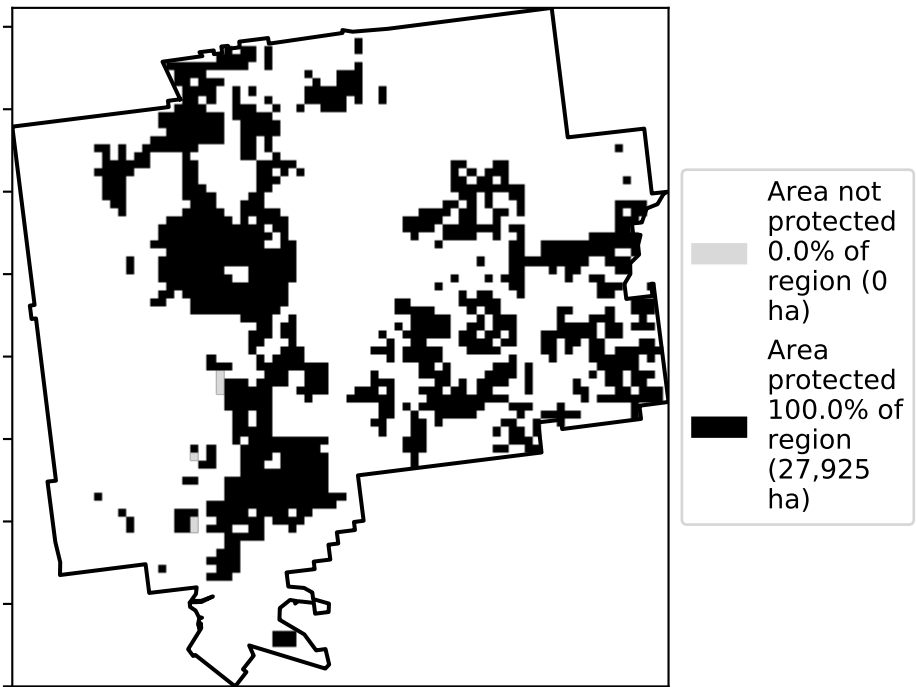 Area not
protected
0.0% of
region (0
ha)
Area
protected
100.0% of
region
(27,925
ha)